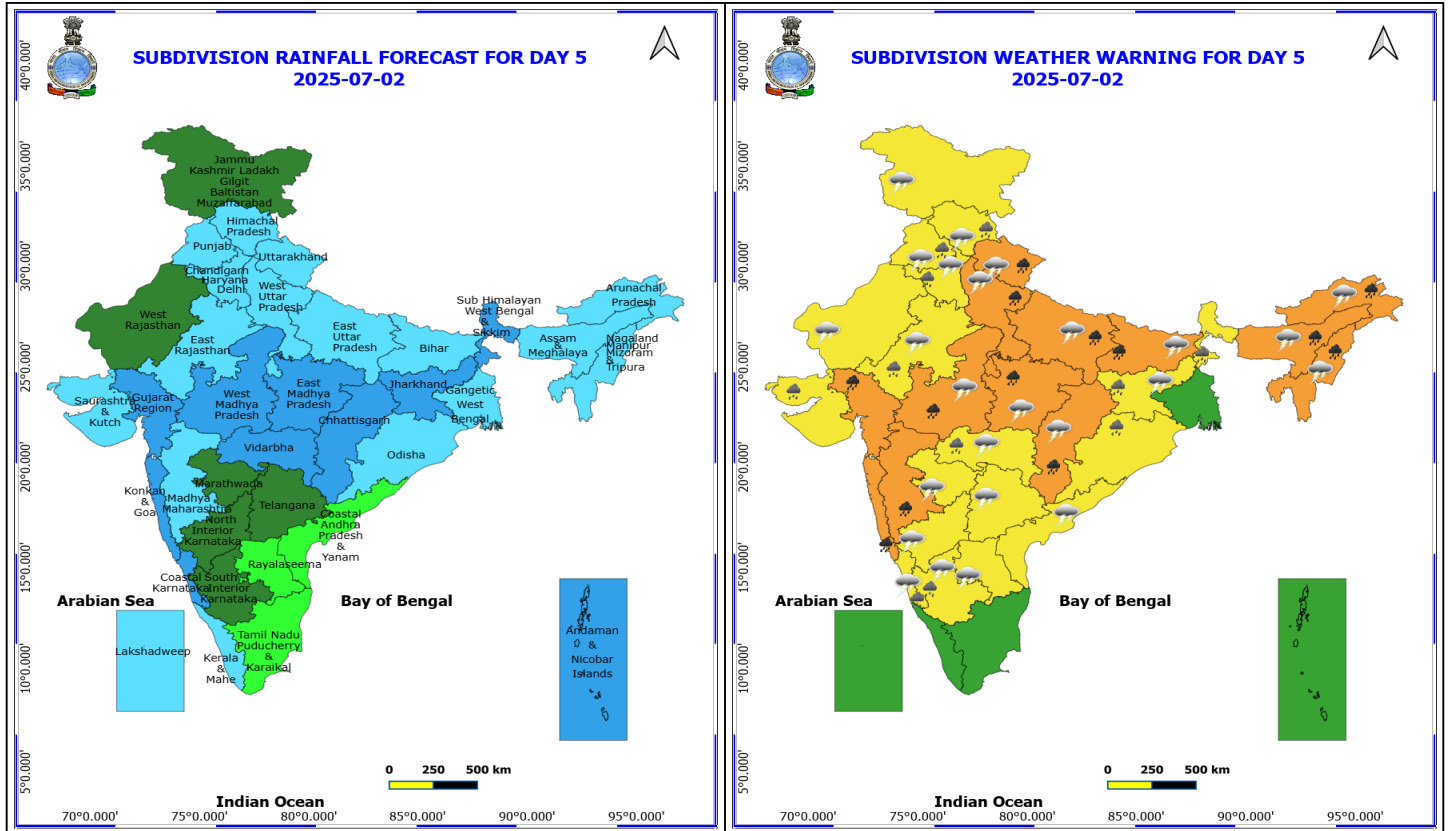 SUBDIVISION RAINFALL FORECAST FOR DAY 5
2025-07-02
40°0.000'
35°0.000'
30°0.000'
25°0.000'
20°0.000'
15°0.000'
10°0.000'
5°0.000'
Jammu
Kashmir Ladakh
Gilgit
Baltistan
Muzaffarabad
Himachal
Pradesh
Punjab
Uttarakhand
Chandigarh
Haryana
Delhi
West
Uttar
Pradesh
West
Rajasthan
East
Rajasthan
East
Uttar
Pradesh
Bihar
Sub Himalayan
West Bengal
&
Sikkim
Arunachal
Pradesh
Assam
&
Meghalaya
Nagaland
Manipur
Mizoram
&
Tripura
Saurashtra
&
Kutch
Gujarat
Region
West
Madhya
Pradesh
East
Madhya
Pradesh
Jharkhand
Gangetic
West
Bengal
Chhattisgarh
Vidarbha
Odisha
Konkan
&
Goa
Madhya
Maharashtra
Marathwada
Telangana
North
Interior
Karnataka
Coastal
Andhra
Pradesh
&
Yanam
Rayalaseema
Coastal
Karnataka
South
Interior
Karnataka
Tamil Nadu
Puducherry
&
Karaikal
Kerala
&
Mahe
Lakshadweep
Andaman
&
Nicobar
Islands
Arabian Sea
Bay of Bengal
Indian Ocean
0 250 500 km
70°0.000' 75°0.000' 80°0.000' 85°0.000' 90°0.000' 95°0.000'
SUBDIVISION WEATHER WARNING FOR DAY 5
2025-07-02
40°0.000'
35°0.000'
30°0.000'
25°0.000'
20°0.000'
15°0.000'
10°0.000'
5°0.000'
Arabian Sea
Bay of Bengal
Indian Ocean
0 250 500 km
70°0.000' 75°0.000' 80°0.000' 85°0.000' 90°0.000' 95°0.000'